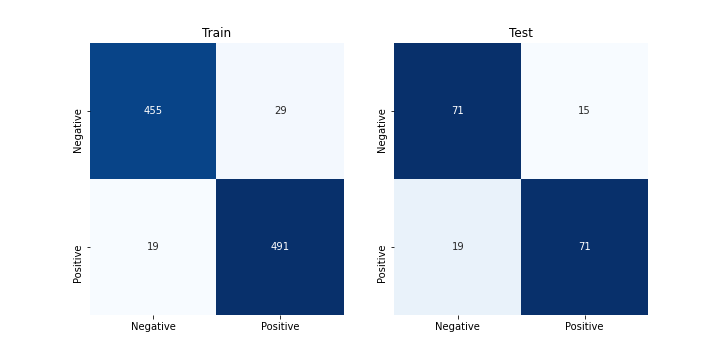 Train
Negative
455
29
Positive
19
491
Negative
Positive
Test
Negative
71
15
Positive
19
71
Negative
Positive